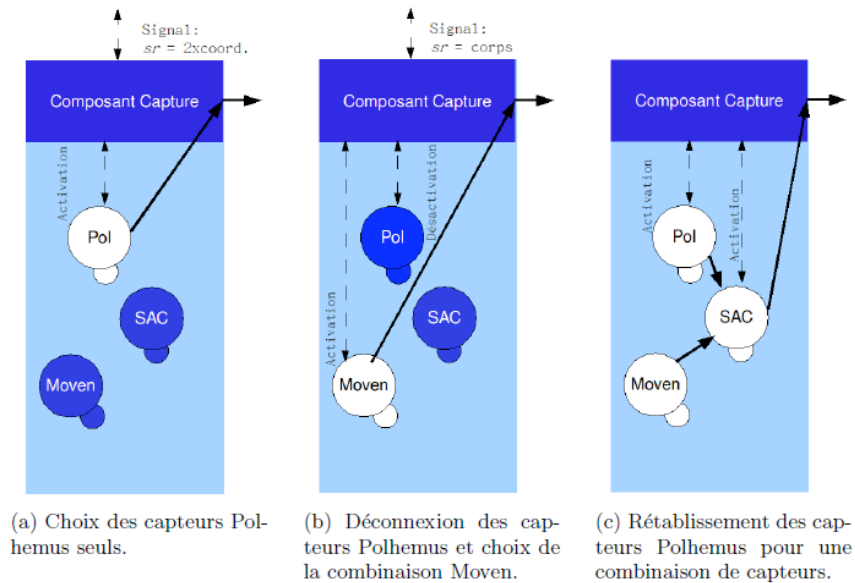 Signal:
sr = 2xcoord.
Composant Capture
Activation
Pol
SAC
Moven
(a) Choix des capteurs Pol-
hemus seuls.
Signal:
sr = corps
Composant Capture
Désactivation
Pol
SAC
Activation
Moven
(b) Déconnexion des cap-
teurs Polhemus et choix de
la combinaison Moven.
Composant Capture
Activation
Activation
Pol
SAC
Moven
(c) Rétablissement des cap-
teurs Polhemus pour une
combinaison de capteurs.